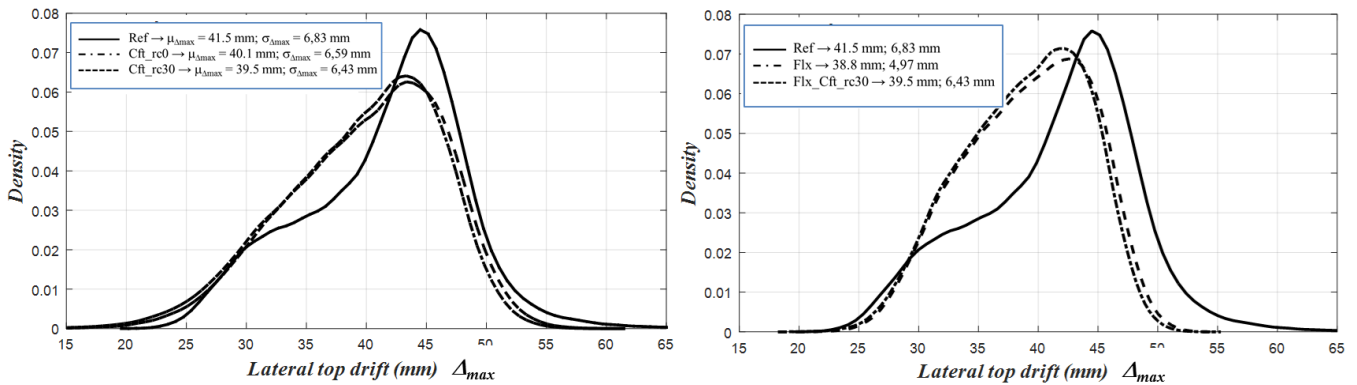 Ref → μΔmax = 41.5 mm; σΔmax = 6,83 mm
Cft_rc0 → μΔmax = 40.1 mm; σΔmax = 6,59 mm
Cft_rc30 → μΔmax = 39.5 mm; σΔmax = 6,43 mm
0.08
0.07
0.06
0.05
0.04
0.03
0.02
0.01
0
Density
15 20 25 30 35 40 45 50 55 60 65
Lateral top drift (mm) Δmax
Ref → 41.5 mm; 6,83 mm
Flx → 38.8 mm; 4,97 mm
Flx_Cft_rc30 → 39.5 mm; 6,43 mm
0.08
0.07
0.06
0.05
0.04
0.03
0.02
0.01
0
Density
15 20 25 30 35 40 45 50 55 60 65
Lateral top drift (mm) Δmax